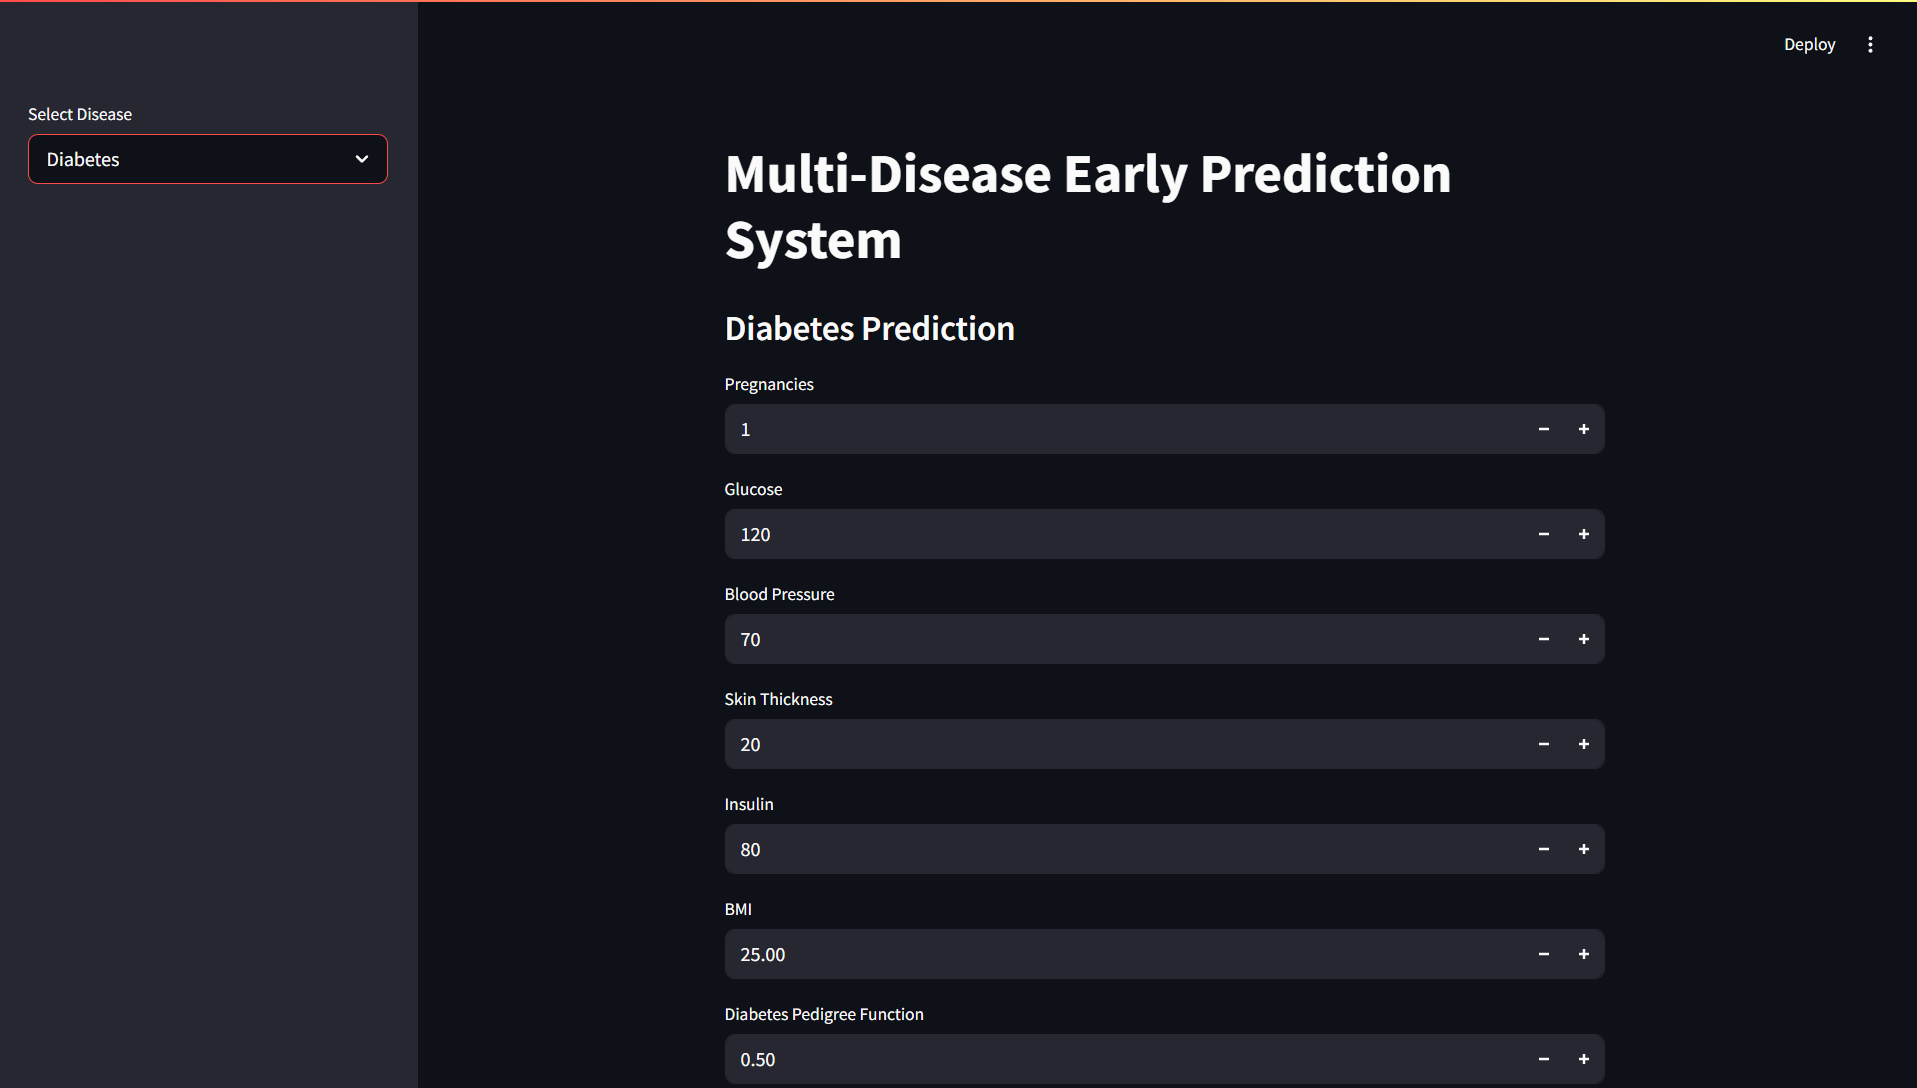 Deploy
Select Disease
Diabetes
Multi-Disease Early Prediction
System
Diabetes Prediction
Pregnancies
1
Glucose
120
Blood Pressure
70
Skin Thickness
20
Insulin
80
BMI
25.00
Diabetes Pedigree Function
0.50